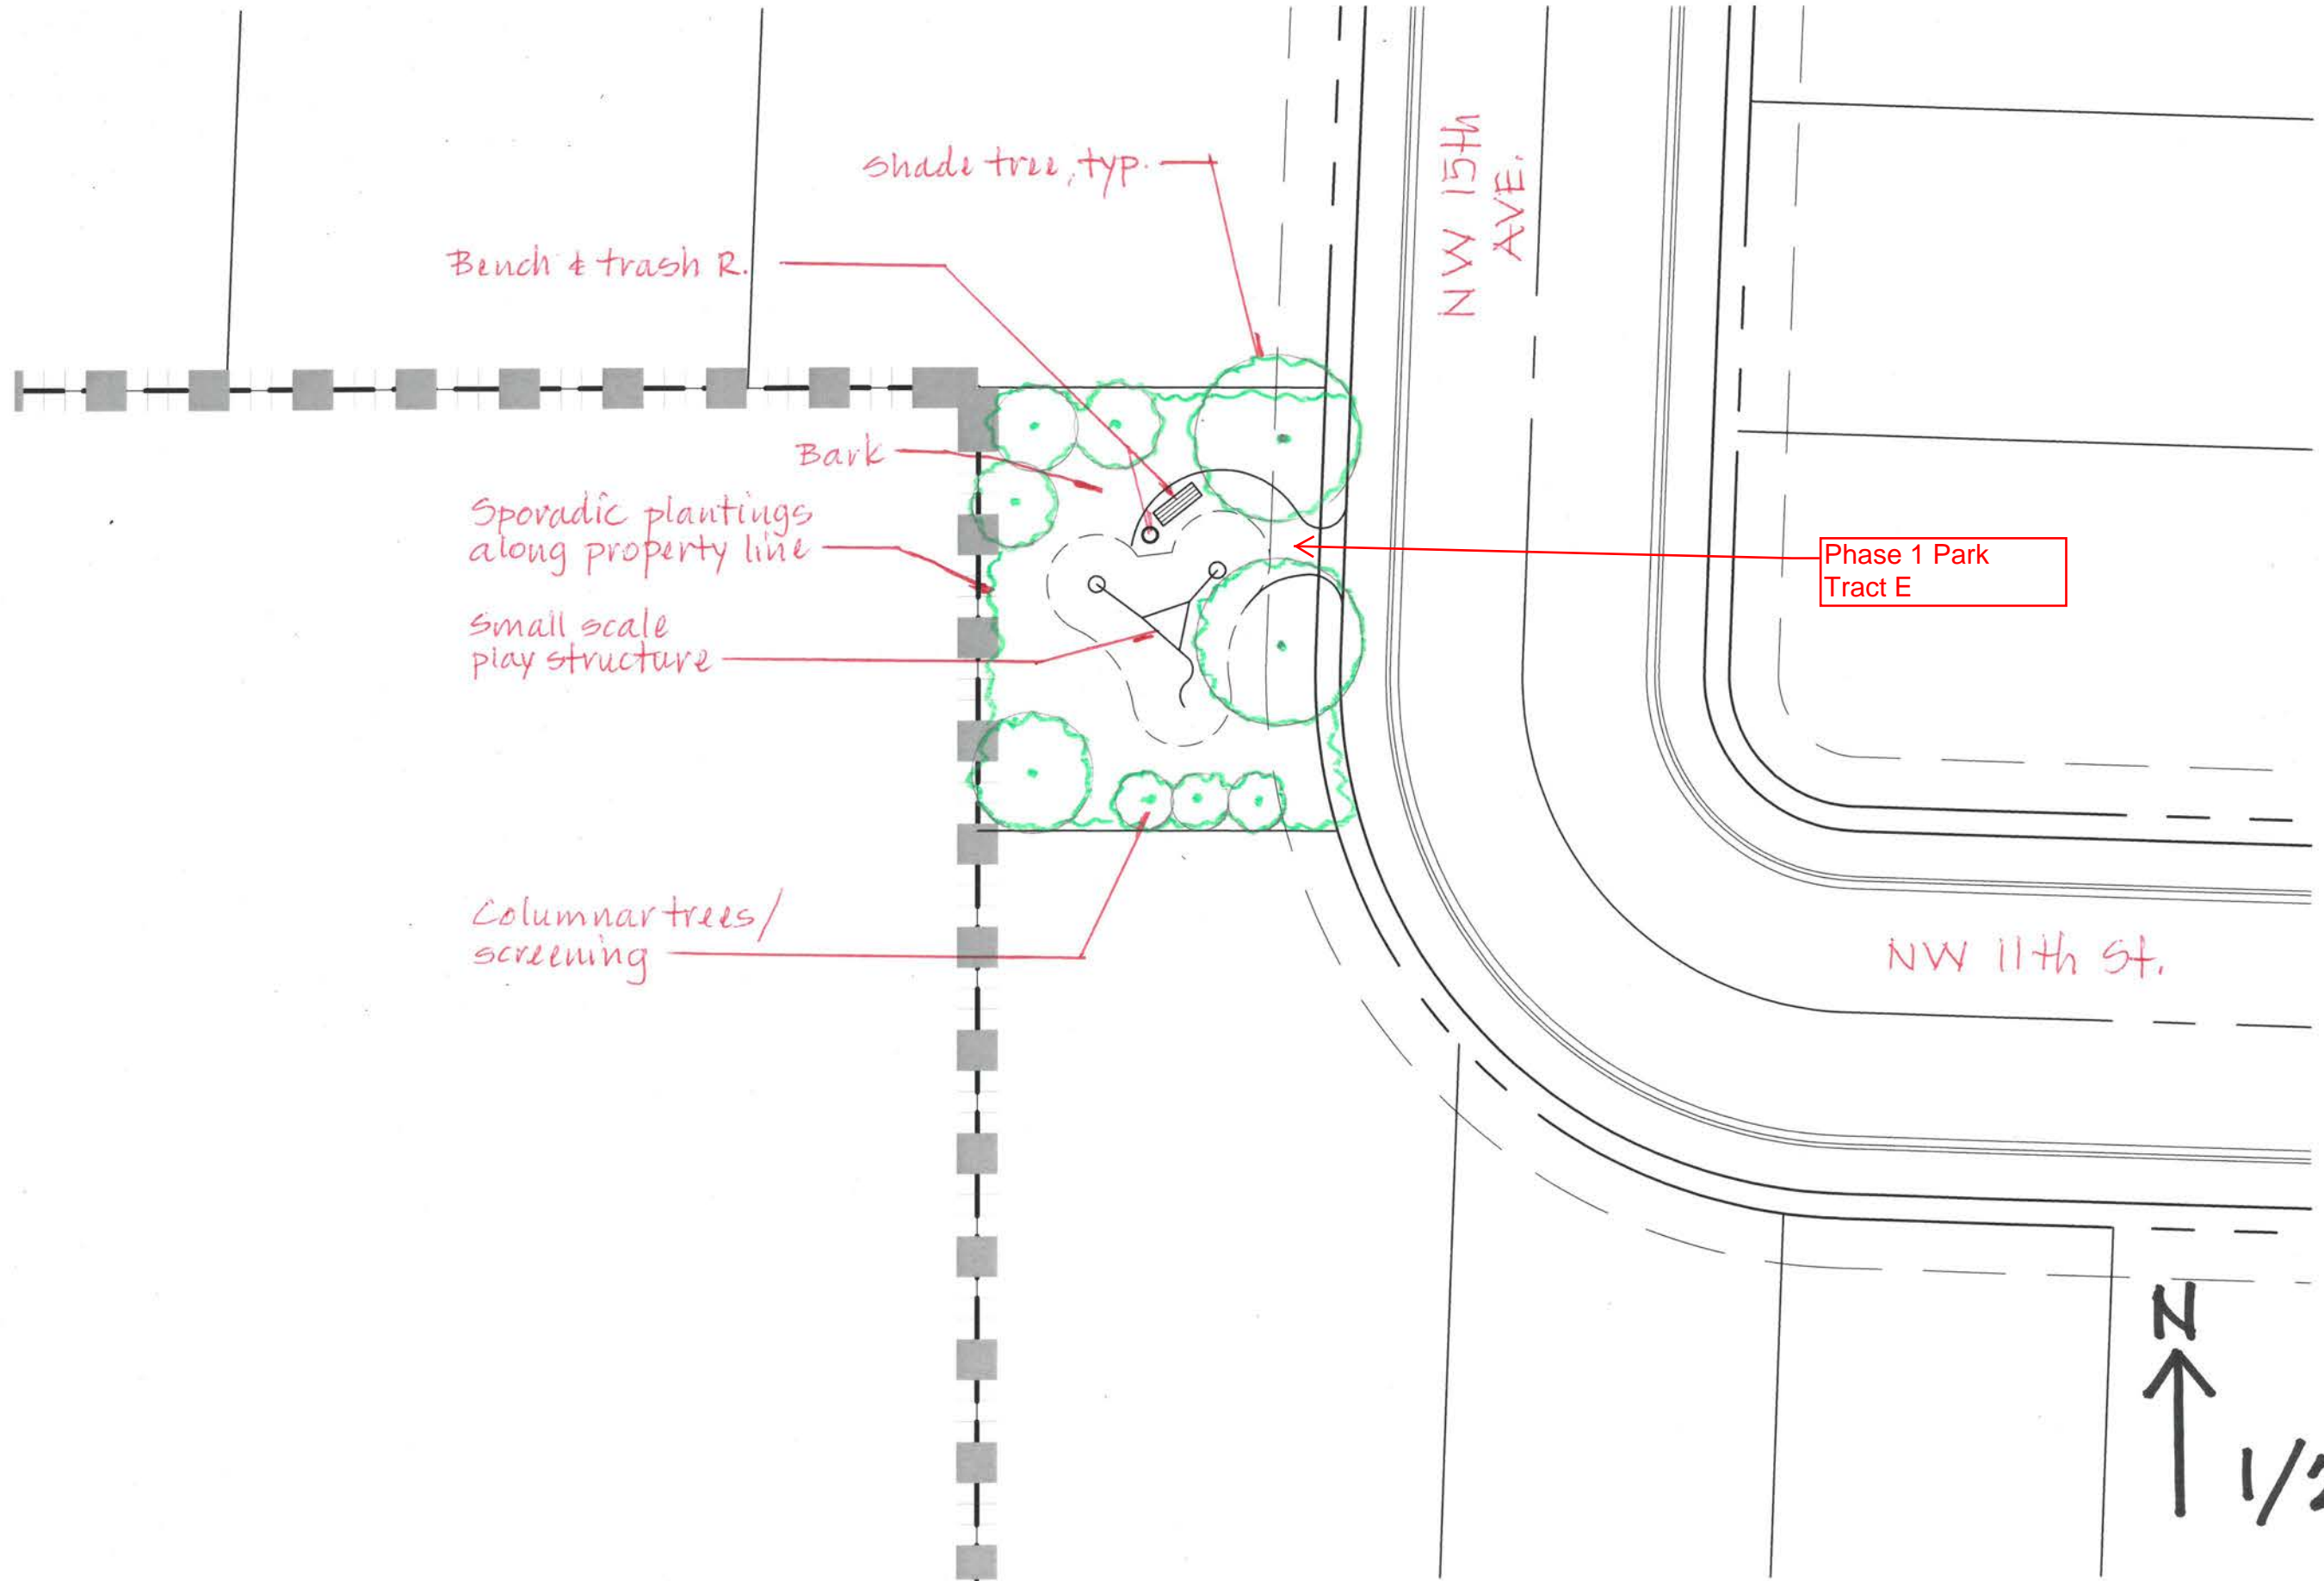 shade tree, typ.
NW 15th
AVE.
Bench & trash R.
Bark
Sporadic plantings
along property line
Phase 1 Park
Tract E
Small scale
play structure
Columnar trees/
screening
NW 11th St.
N